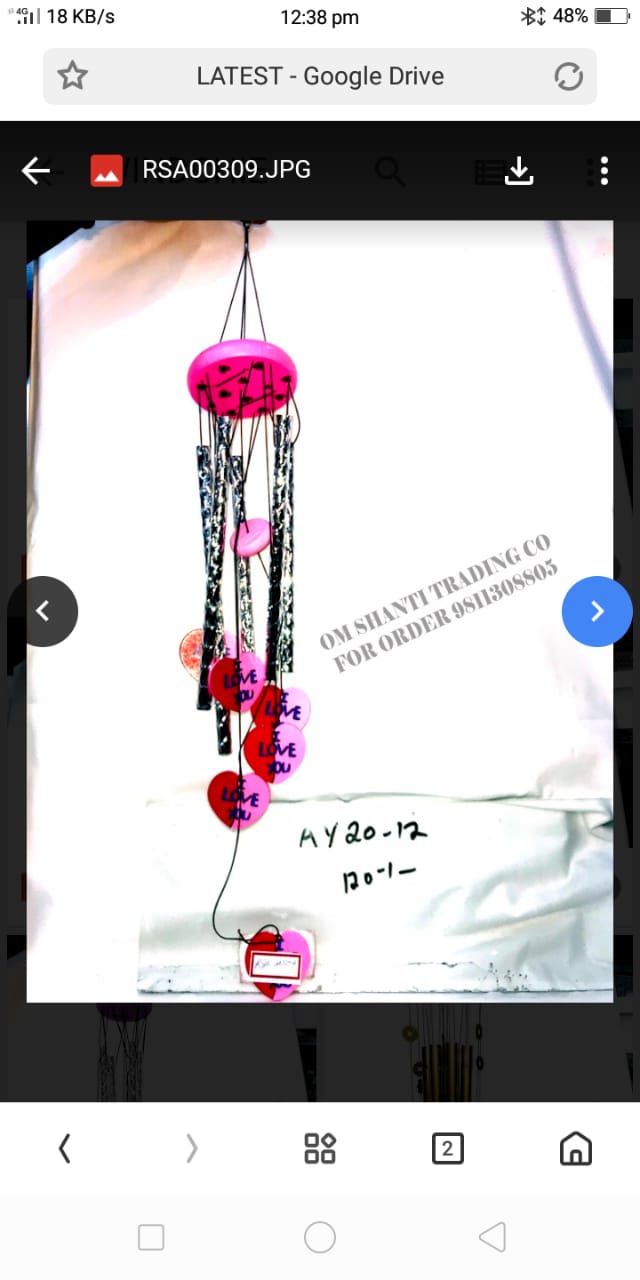 4G 18 KB/s 12:38 pm 48%
LATEST - Google Drive
RSA00309.JPG
OM SHANTI TRADING CO
FOR ORDER 9811308805
I
LOVE
YOU
I
LOVE
I
LOVE
YOU
I
LOVE
YOU
AY20-12
120-1-
I
2